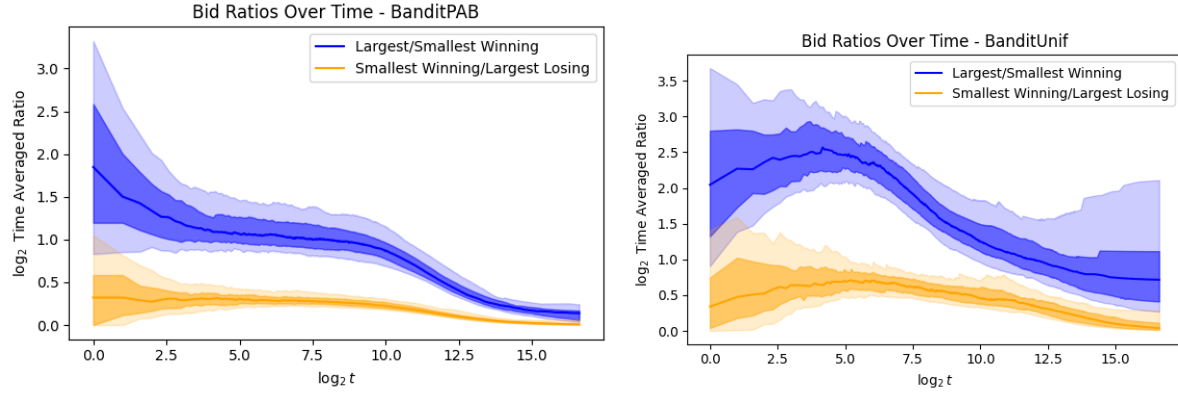 Bid Ratios Over Time - BanditPAB
log₂ Time Averaged Ratio
3.0
2.5
2.0
1.5
1.0
0.5
0.0
Largest/Smallest Winning
Smallest Winning/Largest Losing
0.0 2.5 5.0 7.5 10.0 12.5 15.0
log₂ t
Bid Ratios Over Time - BanditUnif
log₂ Time Averaged Ratio
3.5
3.0
2.5
2.0
1.5
1.0
0.5
0.0
Largest/Smallest Winning
Smallest Winning/Largest Losing
0.0 2.5 5.0 7.5 10.0 12.5 15.0
log₂ t